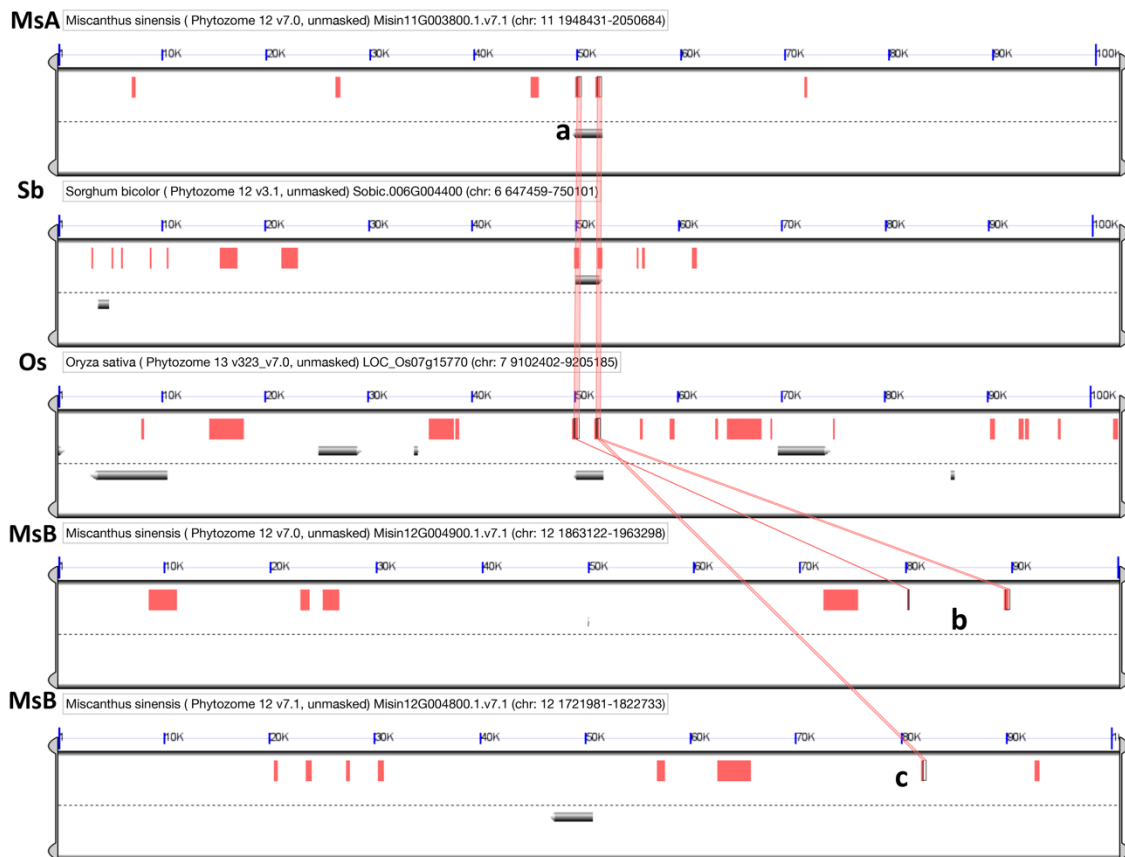 MsA Miscanthus sinensis ( Phytozome 12 v7.0, unmasked) Misin11G003800.1.v7.1 (chr: 11 1948431-2050684)
1 10K 20K 30K 40K 50K 60K 70K 80K 90K 100K
a
Sb Sorghum bicolor ( Phytozome 12 v3.1, unmasked) Sobic.006G004400 (chr: 6 647459-750101)
1 10K 20K 30K 40K 50K 60K 70K 80K 90K 100K
Os Oryza sativa ( Phytozome 13 v323_v7.0, unmasked) LOC_Os07g15770 (chr: 7 9102402-9205185)
1 10K 20K 30K 40K 50K 60K 70K 80K 90K 100K
MsB Miscanthus sinensis ( Phytozome 12 v7.0, unmasked) Misin12G004900.1.v7.1 (chr: 12 1863122-1963298)
1 10K 20K 30K 40K 50K 60K 70K 80K 90K
b
MsB Miscanthus sinensis ( Phytozome 12 v7.1, unmasked) Misin12G004800.1.v7.1 (chr: 12 1721981-1822733)
1 10K 20K 30K 40K 50K 60K 70K 80K 90K
c